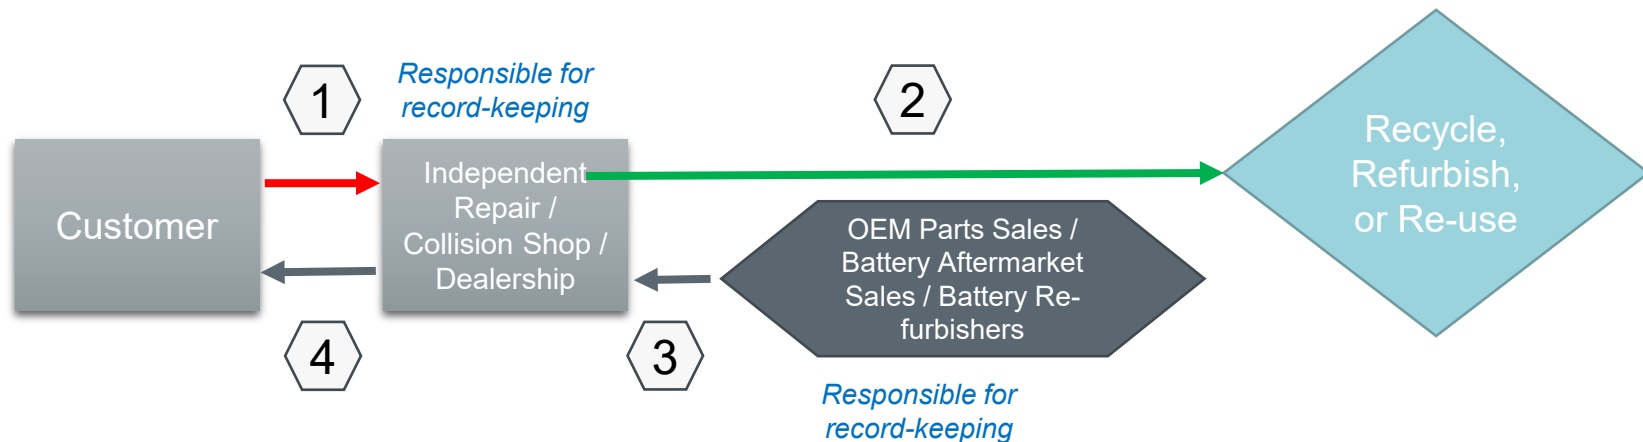 1
Responsible for
record-keeping
2
Customer
Independent
Repair /
Collision Shop /
Dealership
Recycle,
Refurbish,
or Re-use
OEM Parts Sales /
Battery Aftermarket
Sales / Battery Re-
furbishers
4
3
Responsible for
record-keeping